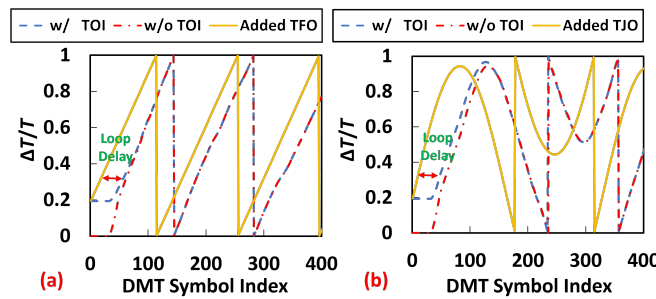 w/ TOI w/o TOI Added TFO
w/ TOI w/o TOI Added TJO
ΔT/T
1
0.8
0.6
0.4
0.2
0
Loop
Delay
0 100 200 300 400
(a) DMT Symbol Index
ΔT/T
1
0.8
0.6
0.4
0.2
0
Loop
Delay
0 100 200 300 400
(b) DMT Symbol Index